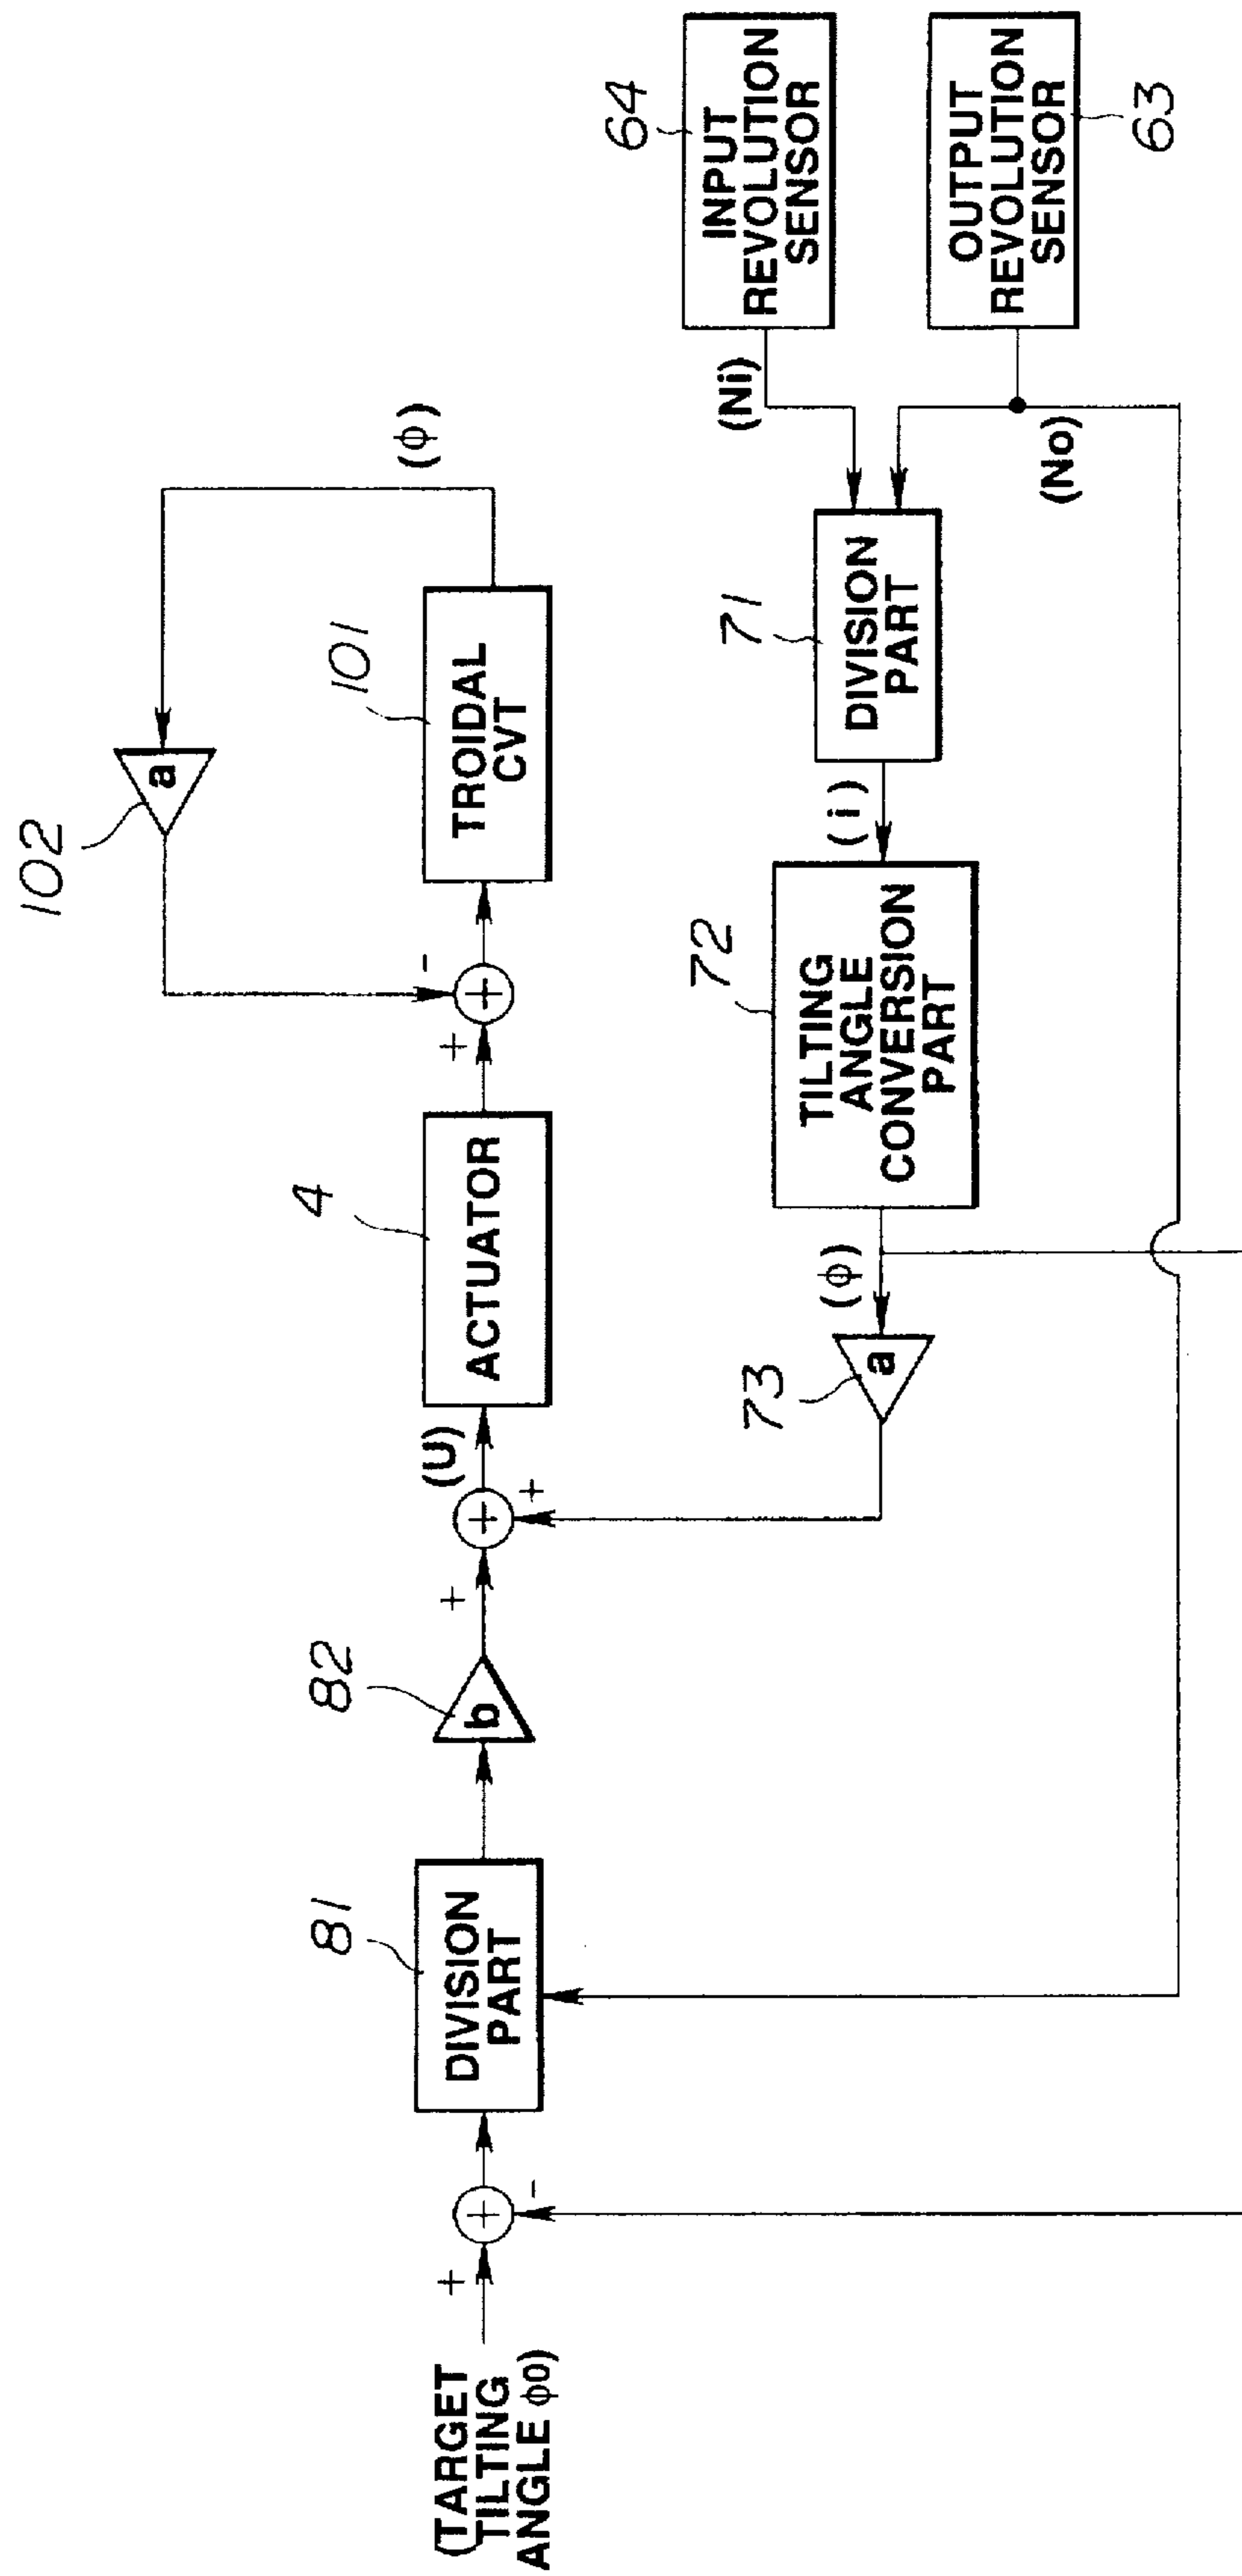 (TARGET
TILTING
ANGLE ϕ0)
+
-
+
81
DIVISION
PART
82
b
+
+
+
(U)
4
ACTUATOR
+
-
+
101
TROIDAL
CVT
102
a
(ϕ)
73
a
(ϕ)
72
TILTING
ANGLE
CONVERSION
PART
(i)
71
DIVISION
PART
(Ni)
(No)
64
INPUT
REVOLUTION
SENSOR
OUTPUT
REVOLUTION
SENSOR
63